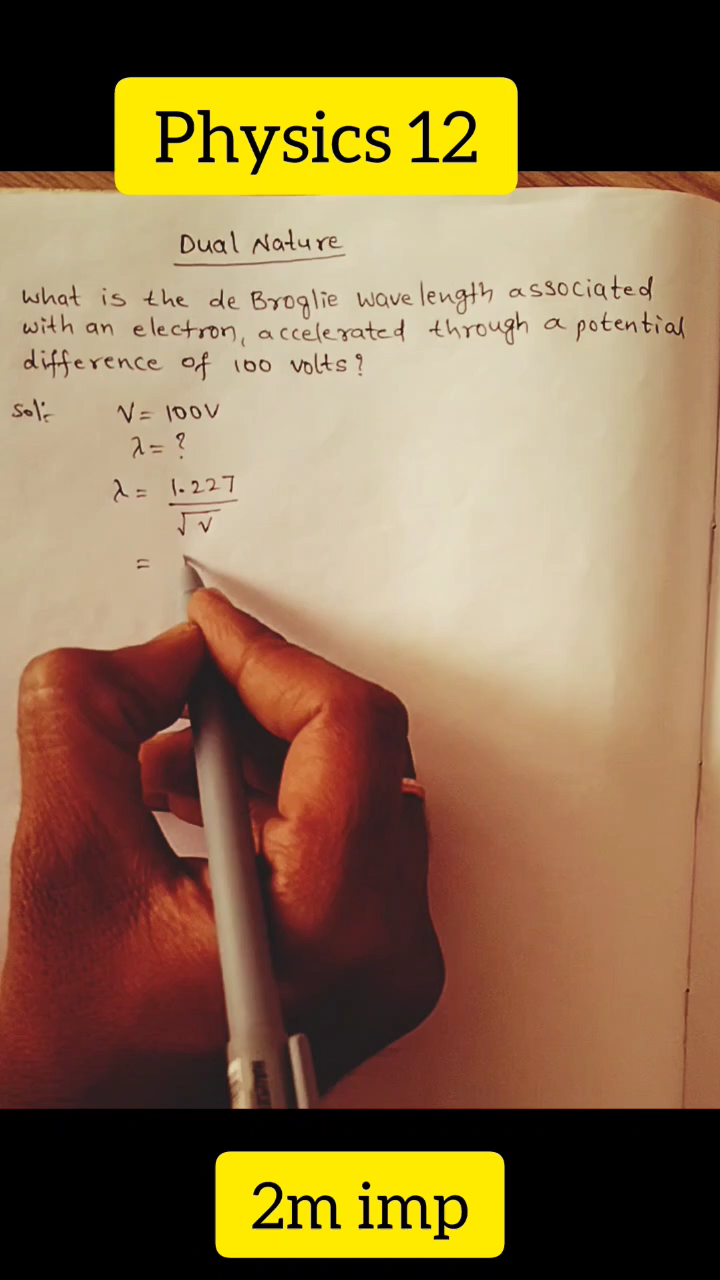 Physics 12
Dual Nature
What is the de Broglie wavelength associated
with an electron, accelerated through a potential
difference of 100 volts?
Sol:-
V = 100V
λ = ?
λ = 1.227 / √V
=
2m imp